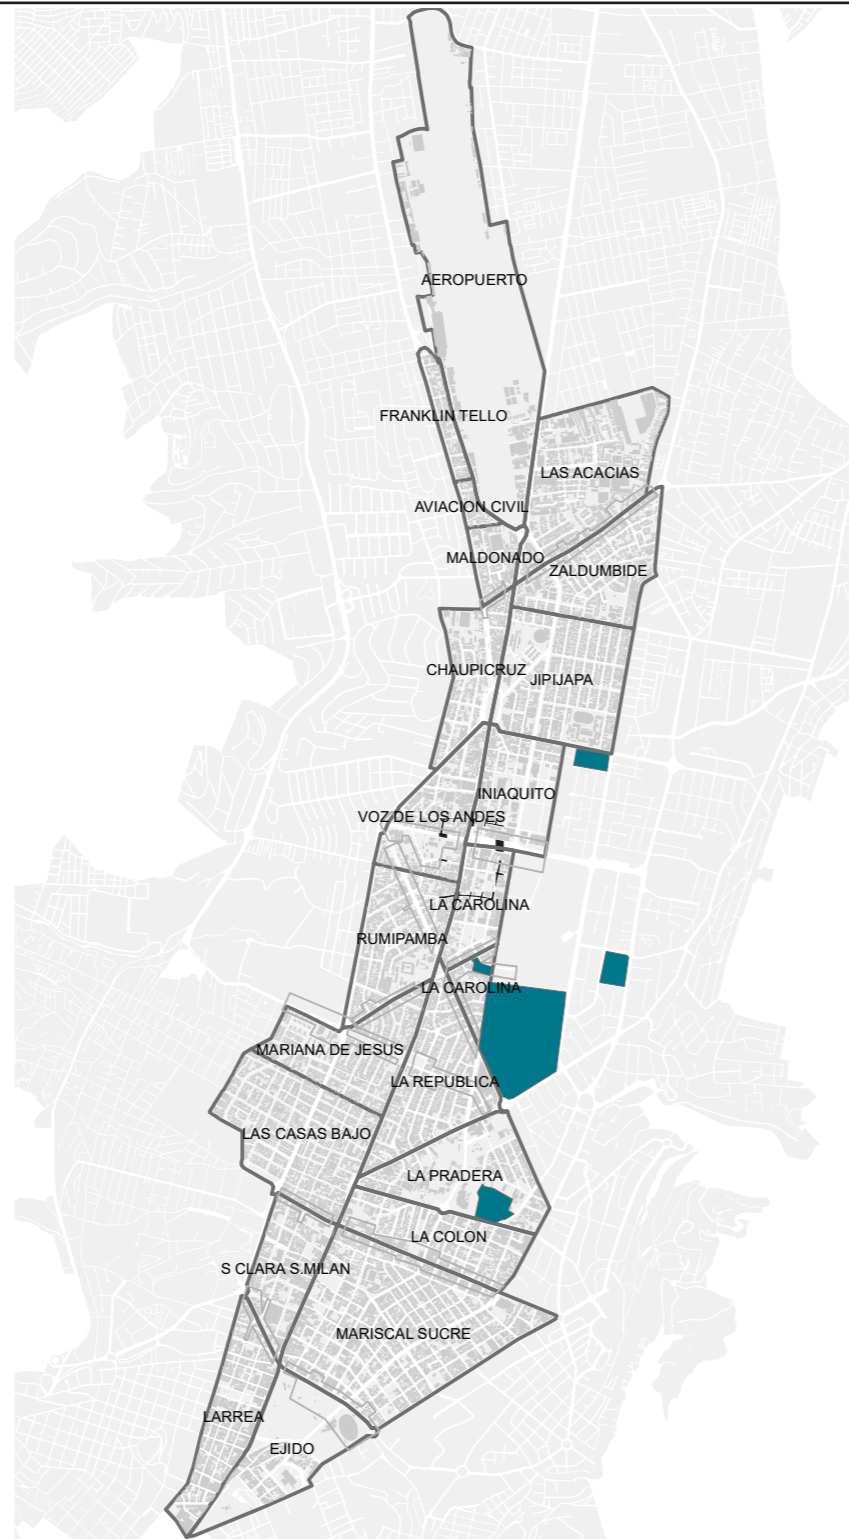 AEROPUERTO
FRANKLIN TELLO
LAS ACACIAS
AVIACION CIVIL
MALDONADO
ZALDUMBIDE
CHAUPICRUZ
JIPIJAPA
INIAQUITO
VOZ DE LOS ANDES
LA CAROLINA
RUMIPAMBA
LA CAROLINA
MARIANA DE JESUS
LA REPUBLICA
LAS CASAS BAJO
LA PRADERA
LA COLON
S CLARA S.MILAN
MARISCAL SUCRE
LARREA
EJIDO